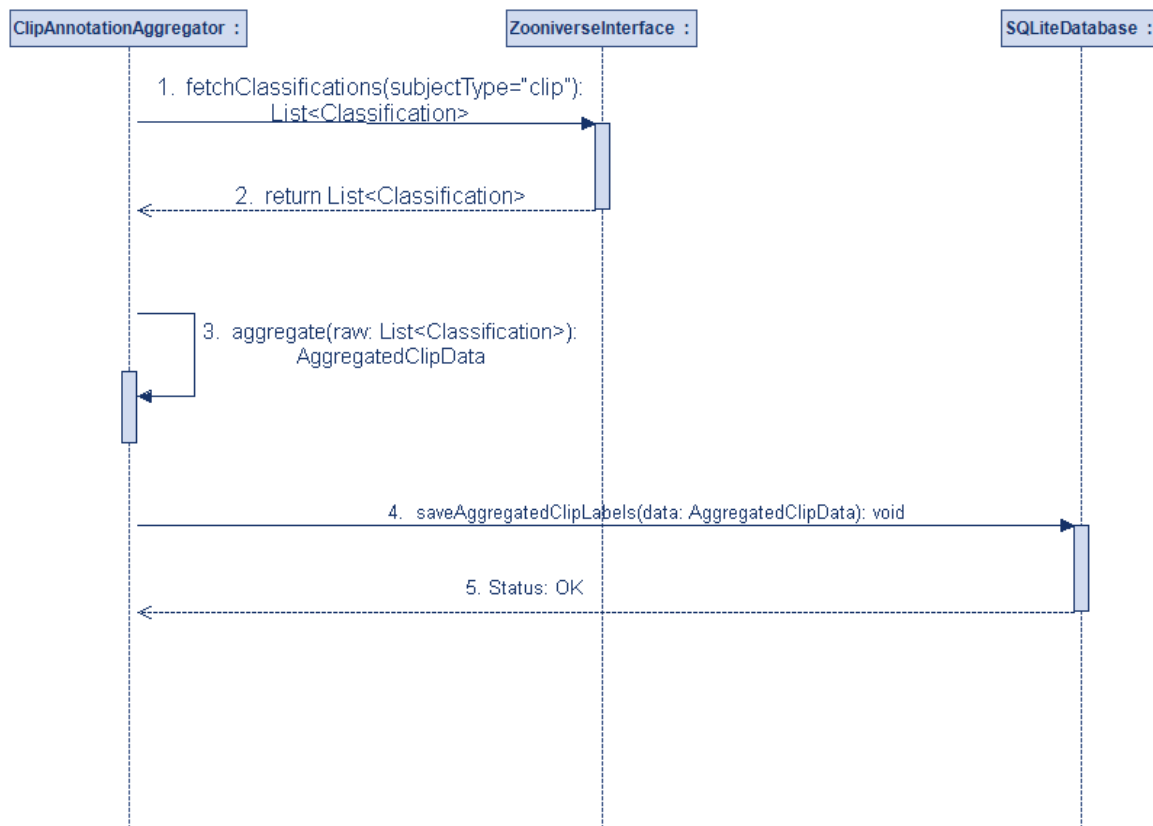 ClipAnnotationAggregator :
ZooniverseInterface :
SQLiteDatabase :
1. fetchClassifications(subjectType="clip"):
List<Classification>
2. return List<Classification>
3. aggregate(raw: List<Classification>):
AggregatedClipData
4. saveAggregatedClipLabels(data: AggregatedClipData): void
5. Status: OK